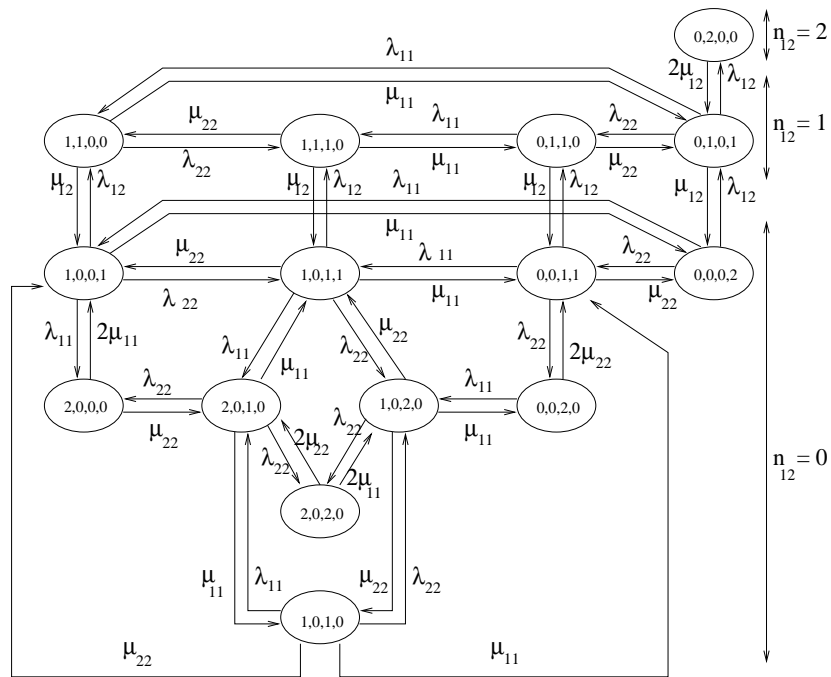 0,2,0,0
n12 = 2
λ11
2μ12 λ12
μ11
μ22 λ11 λ22
1,1,0,0 1,1,1,0 0,1,1,0 0,1,0,1 n12 = 1
λ22 μ11 μ22
μ12 λ12 μ12 λ12 λ11 μ12 λ12 μ12 λ12
μ11
μ22 λ11 λ22
1,0,0,1 1,0,1,1 0,0,1,1 0,0,0,2
λ22 μ11 μ22
λ11 2μ11 λ11 μ11 λ22 μ22 λ22 2μ22
λ22 λ11
2,0,0,0 2,0,1,0 1,0,2,0 0,0,2,0
μ22 μ11
λ22 2μ22 λ22 2μ11
n12 = 0
2,0,2,0
μ11 λ11 μ22 λ22
1,0,1,0
μ22 μ11